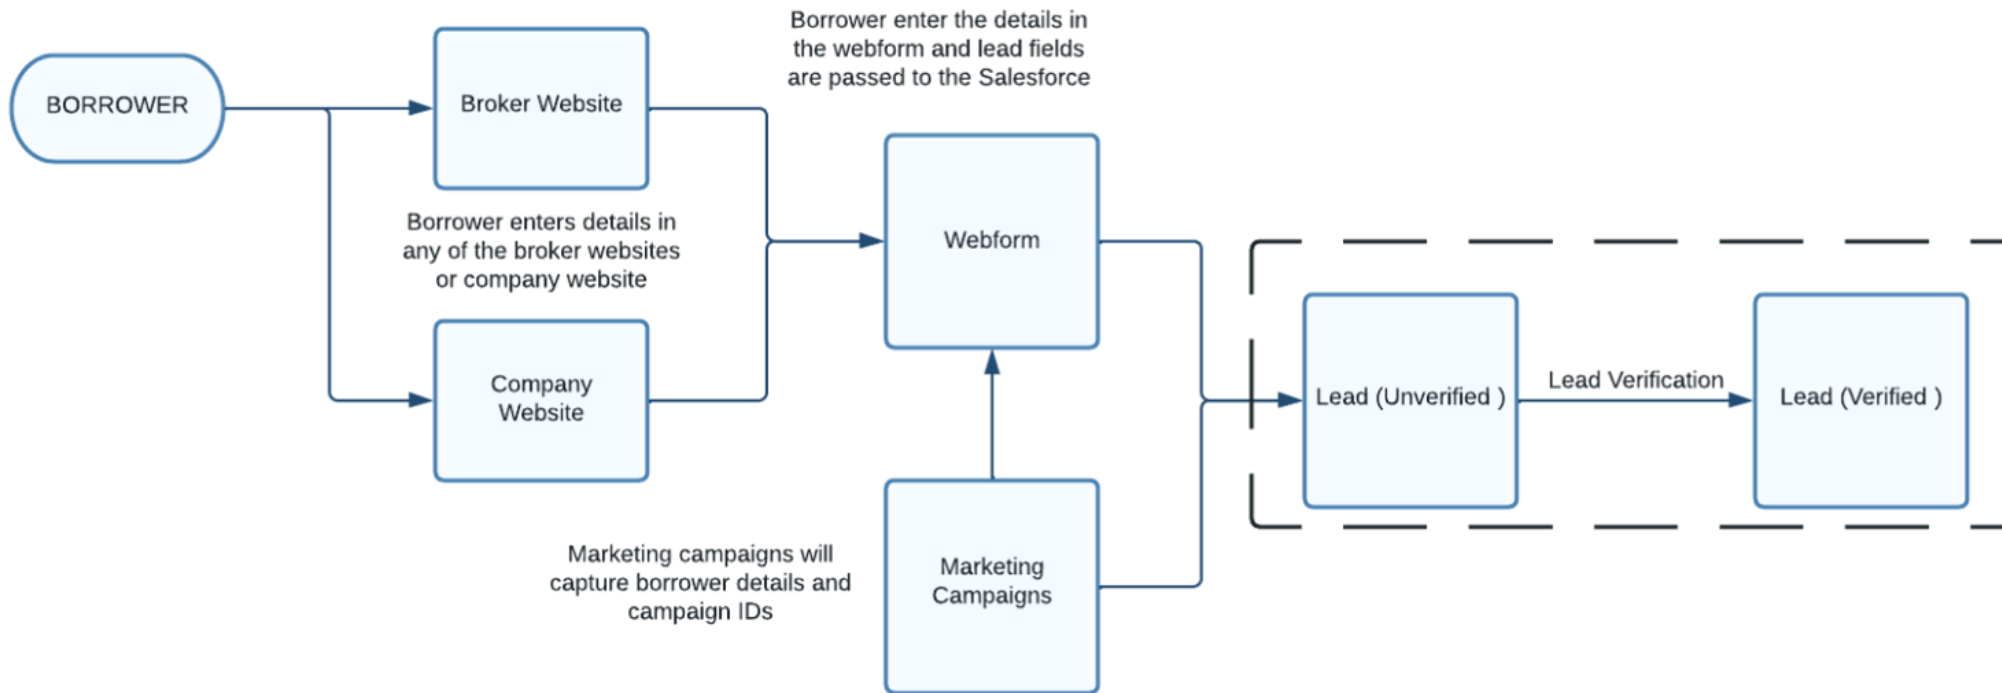 BORROWER
Broker Website
Borrower enter the details in
the webform and lead fields
are passed to the Salesforce
Borrower enters details in
any of the broker websites
or company website
Webform
Company
Website
Lead (Unverified )
Lead Verification
Lead (Verified )
Marketing campaigns will
capture borrower details and
campaign IDs
Marketing
Campaigns